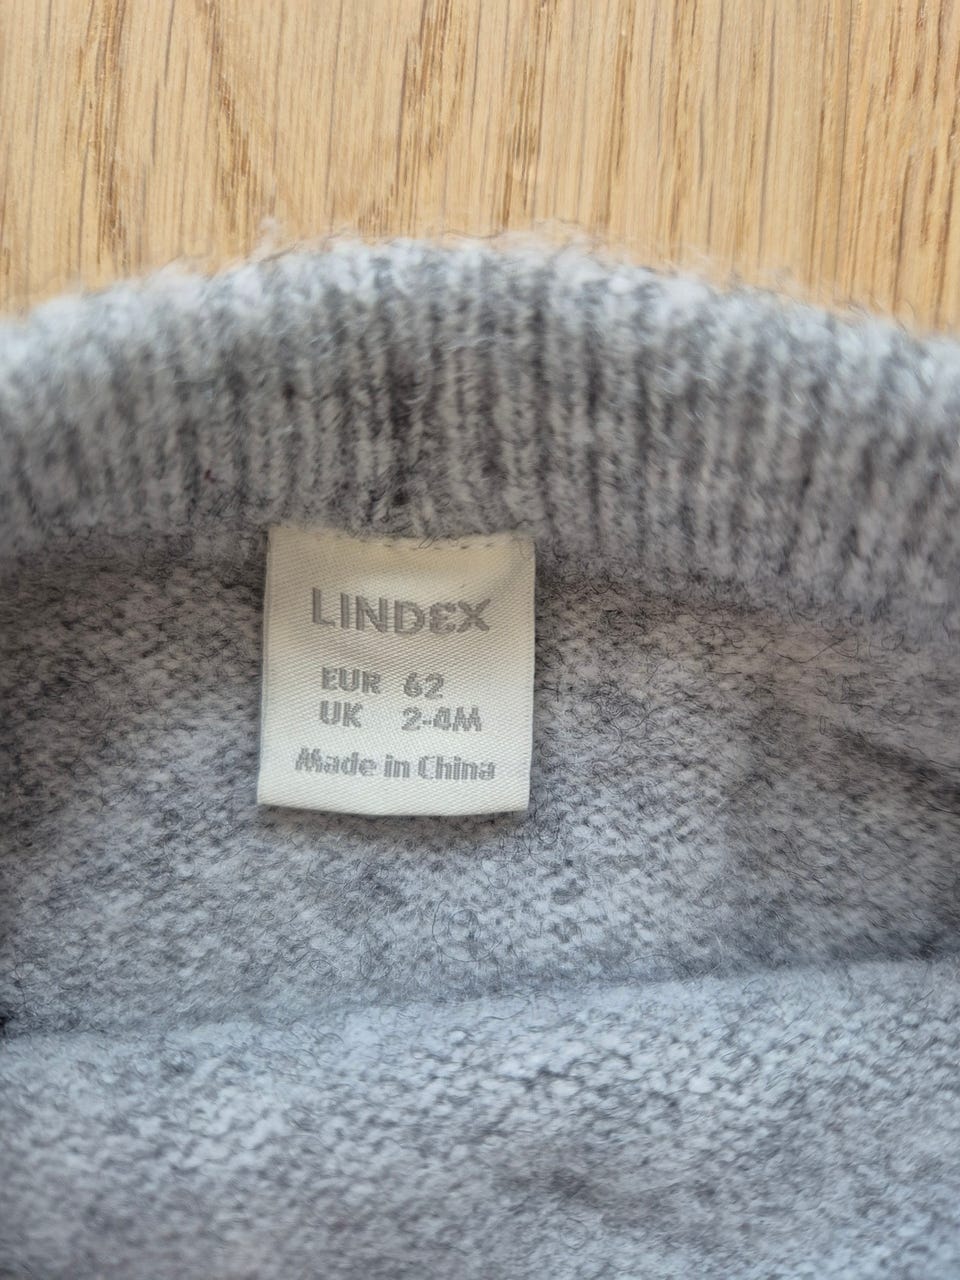 LINDEX
EUR 62
UK 2-4M
Made in China